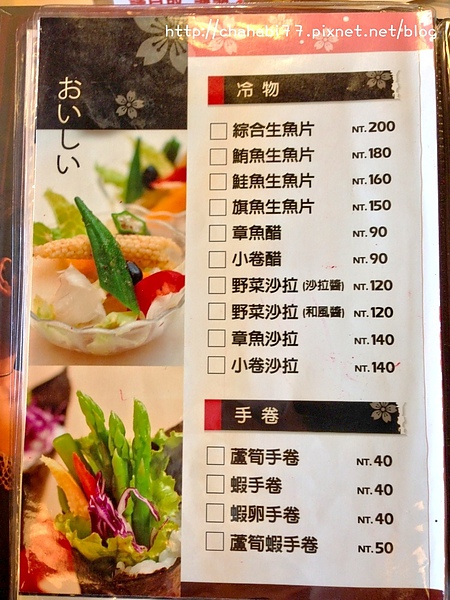 http://chanel177.pixnet.net/blog
おいしい
冷物
綜合生魚片 NT.200
鮪魚生魚片 NT.180
鮭魚生魚片 NT.160
旗魚生魚片 NT.150
章魚醋 NT.90
小卷醋 NT.90
野菜沙拉(沙拉醬) NT.120
野菜沙拉(和風醬) NT.120
章魚沙拉 NT.140
小卷沙拉 NT.140
手卷
蘆筍手卷 NT.40
蝦手卷 NT.40
蝦卵手卷 NT.40
蘆筍蝦手卷 NT.50